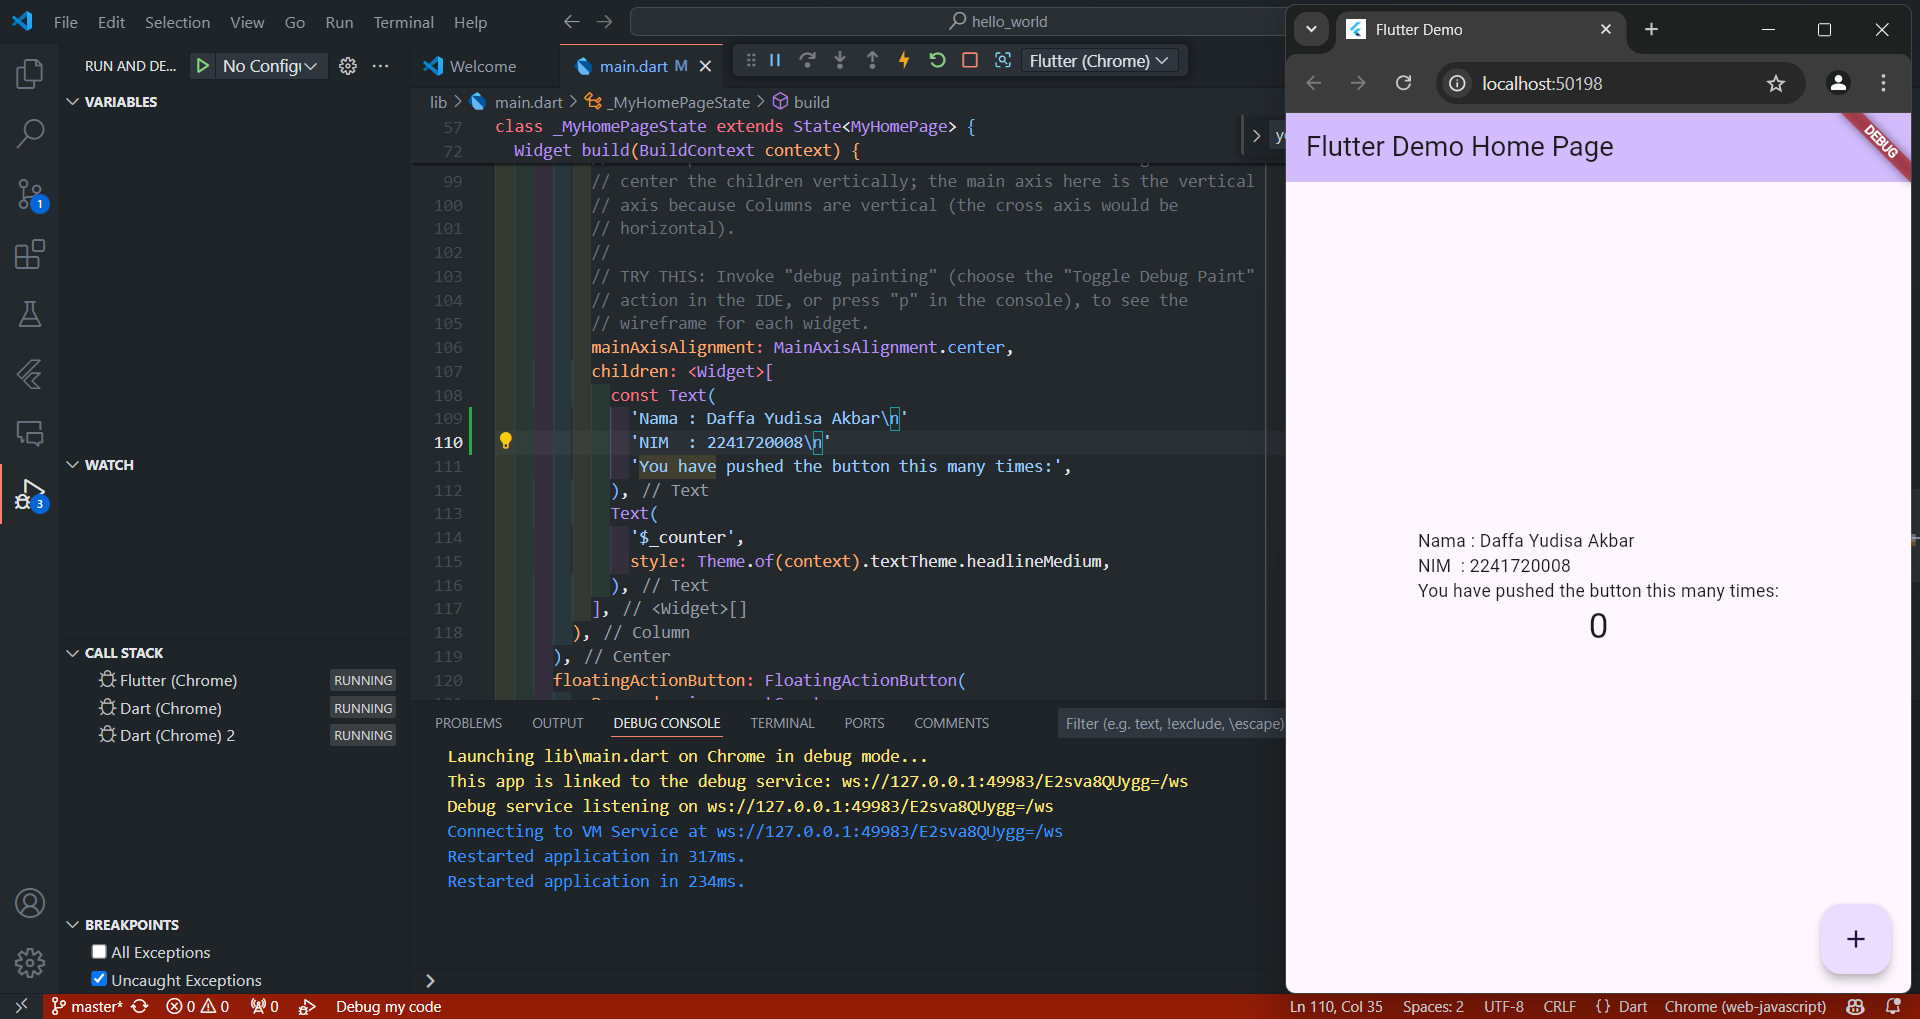 File Edit Selection View Go Run Terminal Help
hello_world
RUN AND DE... No Config
Welcome
main.dart M
Flutter (Chrome)
lib > main.dart > _MyHomePageState > build
VARIABLES
WATCH
CALL STACK
Flutter (Chrome) RUNNING
Dart (Chrome) RUNNING
Dart (Chrome) 2 RUNNING
BREAKPOINTS
All Exceptions
Uncaught Exceptions
1
3
57 class _MyHomePageState extends State<MyHomePage> {
72 Widget build(BuildContext context) {
99 // center the children vertically; the main axis here is the vertical
100 // axis because Columns are vertical (the cross axis would be
101 // horizontal).
102 //
103 // TRY THIS: Invoke "debug painting" (choose the "Toggle Debug Paint"
104 // action in the IDE, or press "p" in the console), to see the
105 // wireframe for each widget.
106 mainAxisAlignment: MainAxisAlignment.center,
107 children: <Widget>[
108 const Text(
109 'Nama : Daffa Yudisa Akbar\n'
110 'NIM  : 2241720008\n'
111 'You have pushed the button this many times:',
112 ), // Text
113 Text(
114 '$_counter',
115 style: Theme.of(context).textTheme.headlineMedium,
116 ), // Text
117 ], // <Widget>[]
118 ), // Column
119 ), // Center
120 floatingActionButton: FloatingActionButton(
PROBLEMS OUTPUT DEBUG CONSOLE TERMINAL PORTS COMMENTS
Filter (e.g. text, !exclude, \escape)
Launching lib\main.dart on Chrome in debug mode...
This app is linked to the debug service: ws://127.0.0.1:49983/E2sva8QUygg=/ws
Debug service listening on ws://127.0.0.1:49983/E2sva8QUygg=/ws
Connecting to VM Service at ws://127.0.0.1:49983/E2sva8QUygg=/ws
Restarted application in 317ms.
Restarted application in 234ms.
master* 0 0 0 Debug my code
Ln 110, Col 35 Spaces: 2 UTF-8 CRLF {} Dart Chrome (web-javascript)
Flutter Demo
localhost:50198
Flutter Demo Home Page
DEBUG
Nama : Daffa Yudisa Akbar
NIM  : 2241720008
You have pushed the button this many times:
0
+